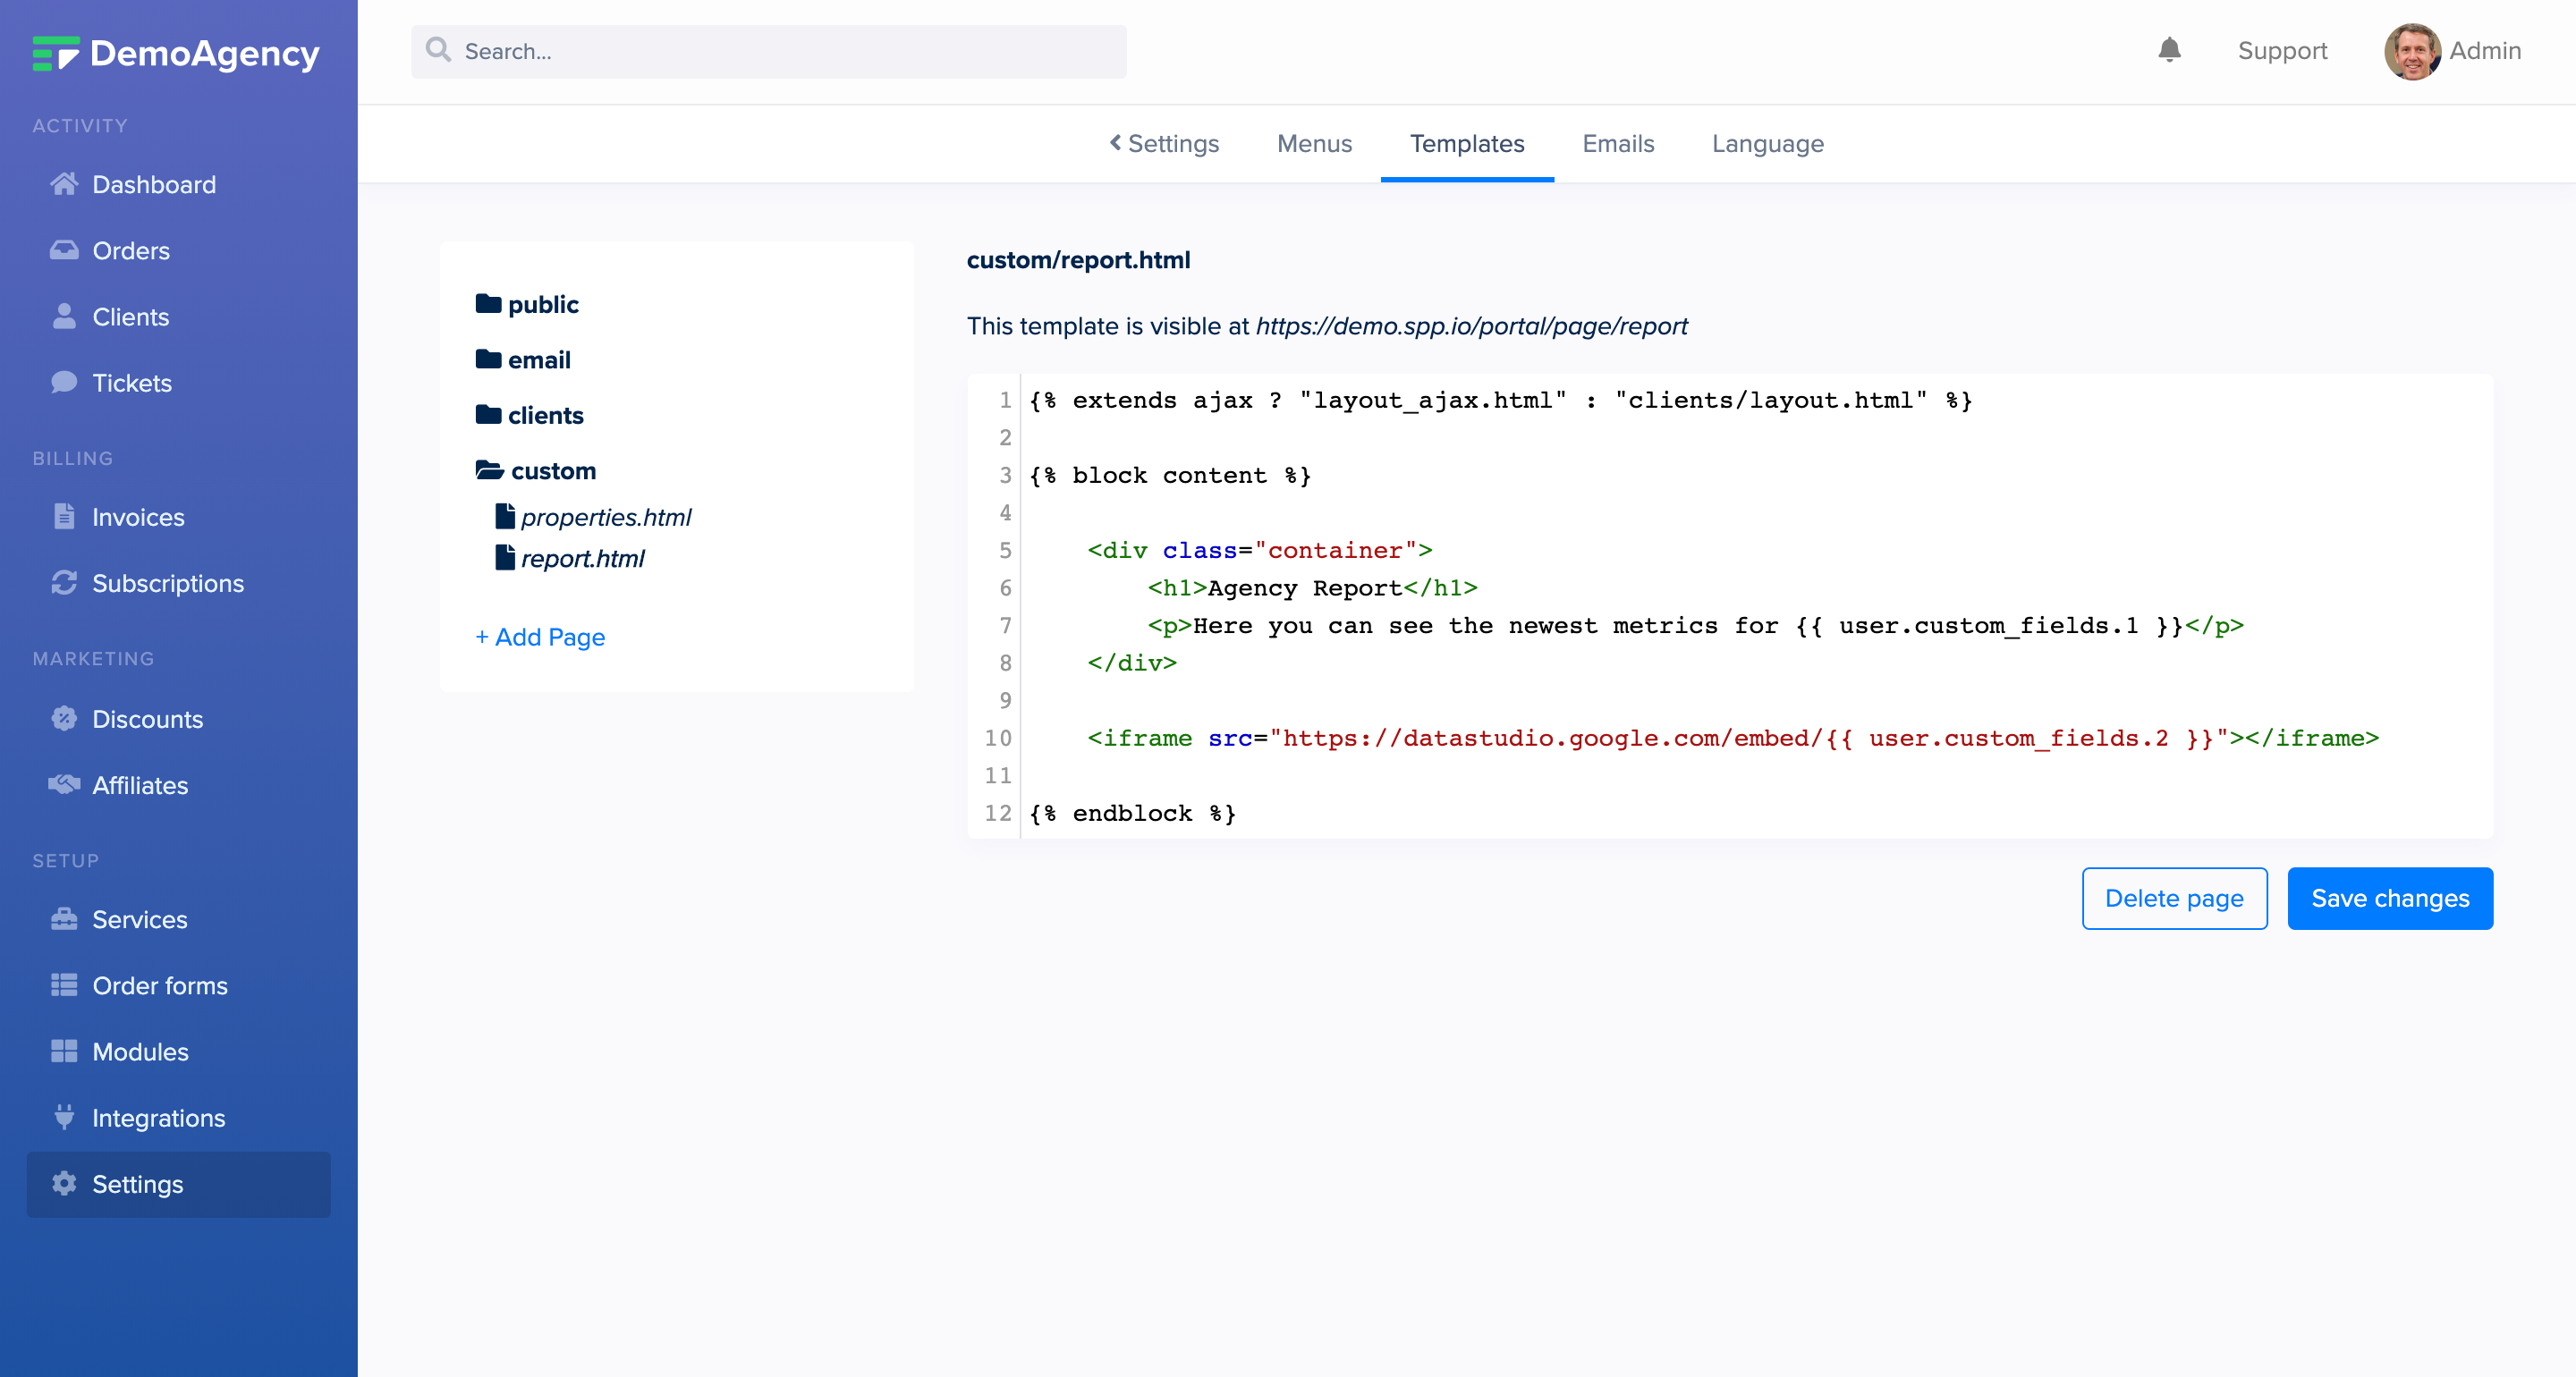 DemoAgency
ACTIVITY
Dashboard
Orders
Clients
Tickets
BILLING
Invoices
Subscriptions
MARKETING
Discounts
Affiliates
SETUP
Services
Order forms
Modules
Integrations
Settings
Search...
Support
Admin
Settings
Menus
Templates
Emails
Language
public
email
clients
custom
properties.html
report.html
+ Add Page
custom/report.html
This template is visible at https://demo.spp.io/portal/page/report
1 {% extends ajax ? "layout_ajax.html" : "clients/layout.html" %}
2
3 {% block content %}
4
5     <div class="container">
6         <h1>Agency Report</h1>
7         <p>Here you can see the newest metrics for {{ user.custom_fields.1 }}</p>
8     </div>
9
10     <iframe src="https://datastudio.google.com/embed/{{ user.custom_fields.2 }}"></iframe>
11
12 {% endblock %}
Delete page
Save changes